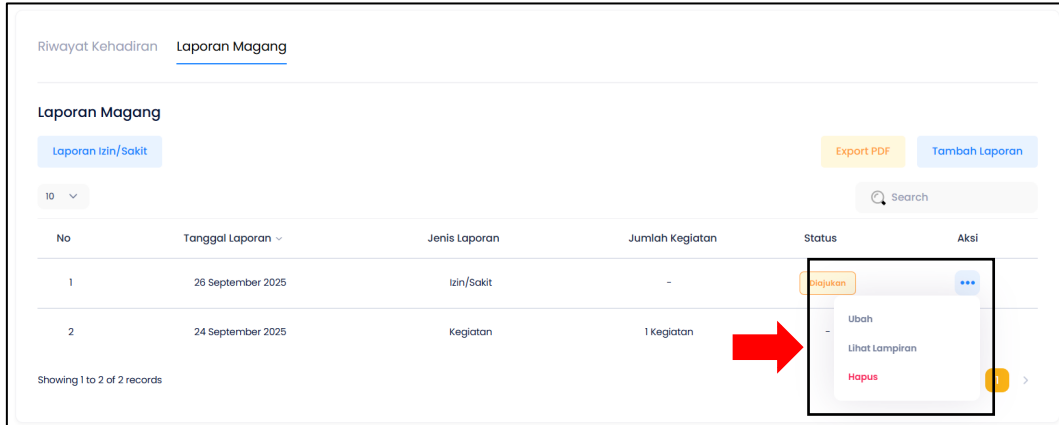 Riwayat Kehadiran Laporan Magang
Laporan Magang
Laporan Izin/Sakit Export PDF Tambah Laporan
10 Search
No Tanggal Laporan Jenis Laporan Jumlah Kegiatan Status Aksi
1 26 September 2025 Izin/Sakit - Diajukan
2 24 September 2025 Kegiatan 1 Kegiatan -
Ubah
Lihat Lampiran
Hapus
Showing 1 to 2 of 2 records 1